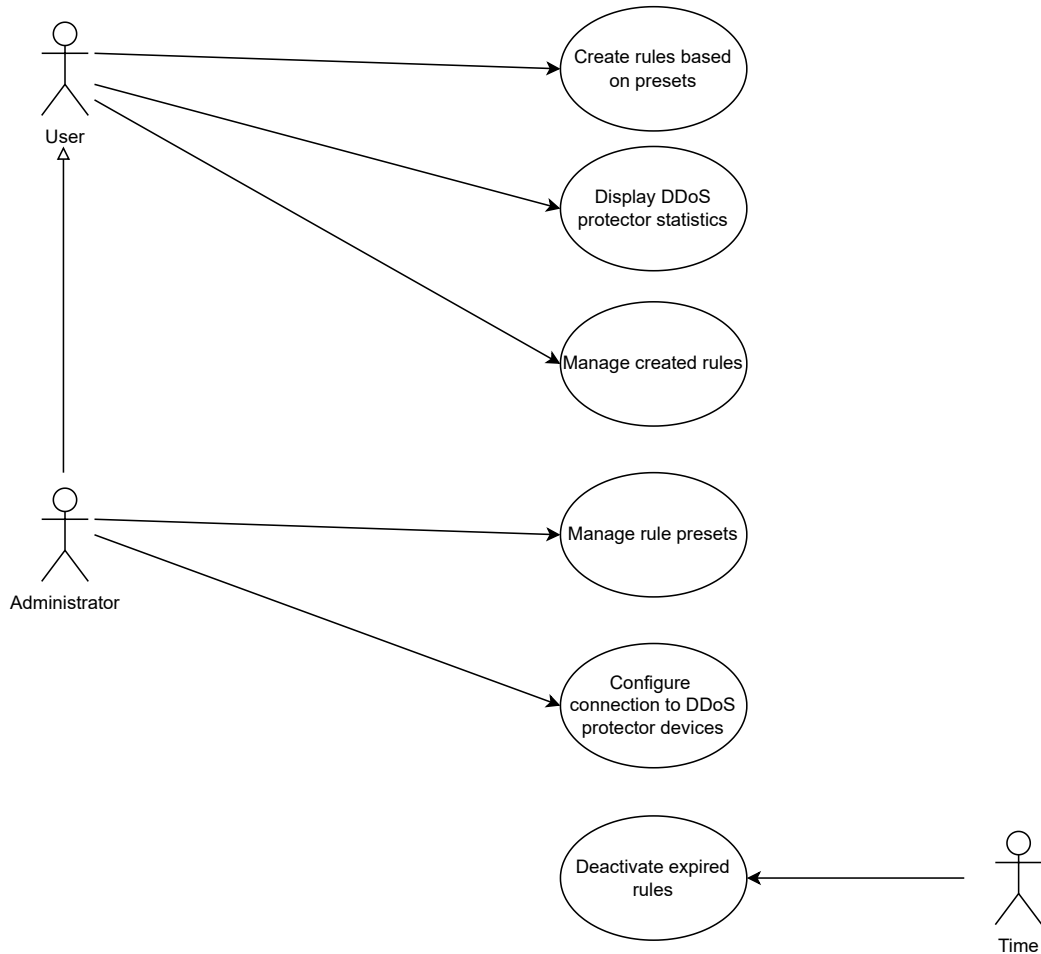 Create rules based
on presets
User
Display DDoS
protector statistics
Manage created rules
Manage rule presets
Administrator
Configure
connection to DDoS
protector devices
Deactivate expired
rules
Time